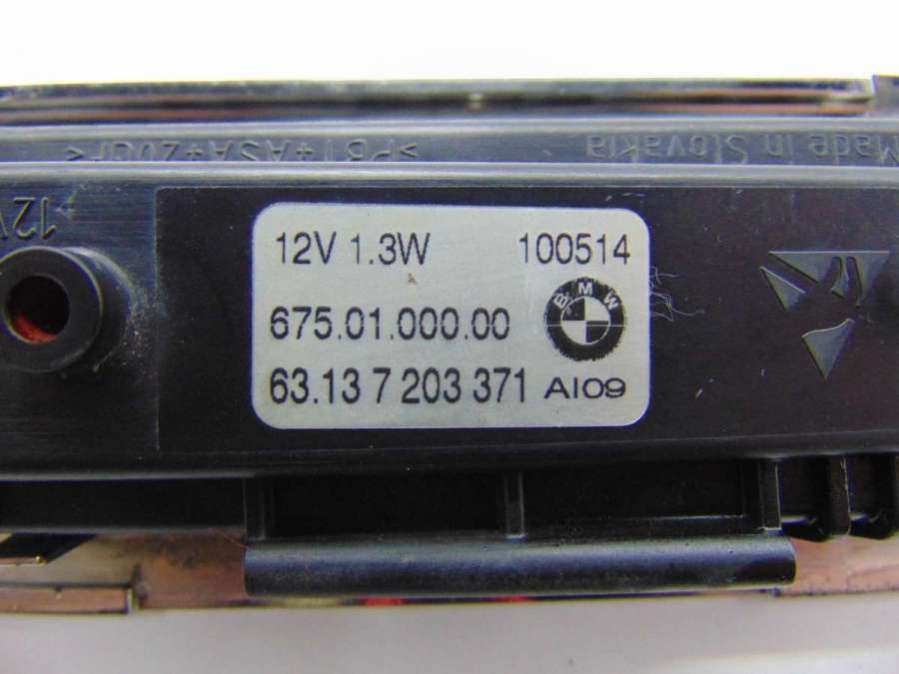 >PBT+ASA+20GF<
Made in Slovakia
12V
12V 1.3W 100514
BMW
675.01.000.00
63.13 7 203 371 AI09